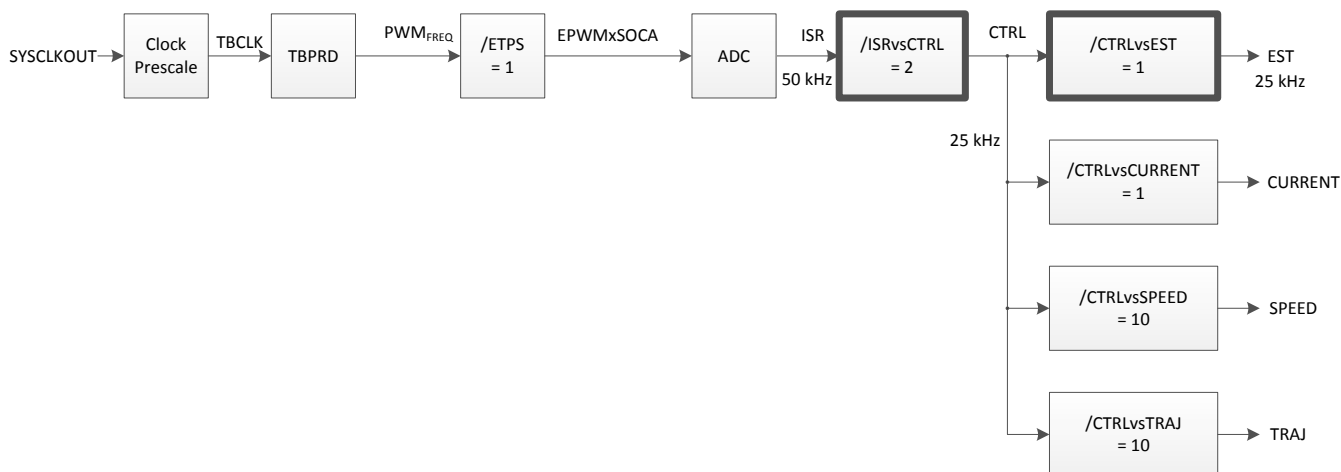 SYSCLKOUT
Clock
Prescale
TBCLK
TBPRD
PWMFREQ
/ETPS
= 1
EPWMxSOCA
ADC
ISR
50 kHz
/ISRvsCTRL
= 2
CTRL
25 kHz
/CTRLvsEST
= 1
EST
25 kHz
/CTRLvsCURRENT
= 1
CURRENT
/CTRLvsSPEED
= 10
SPEED
/CTRLvsTRAJ
= 10
TRAJ